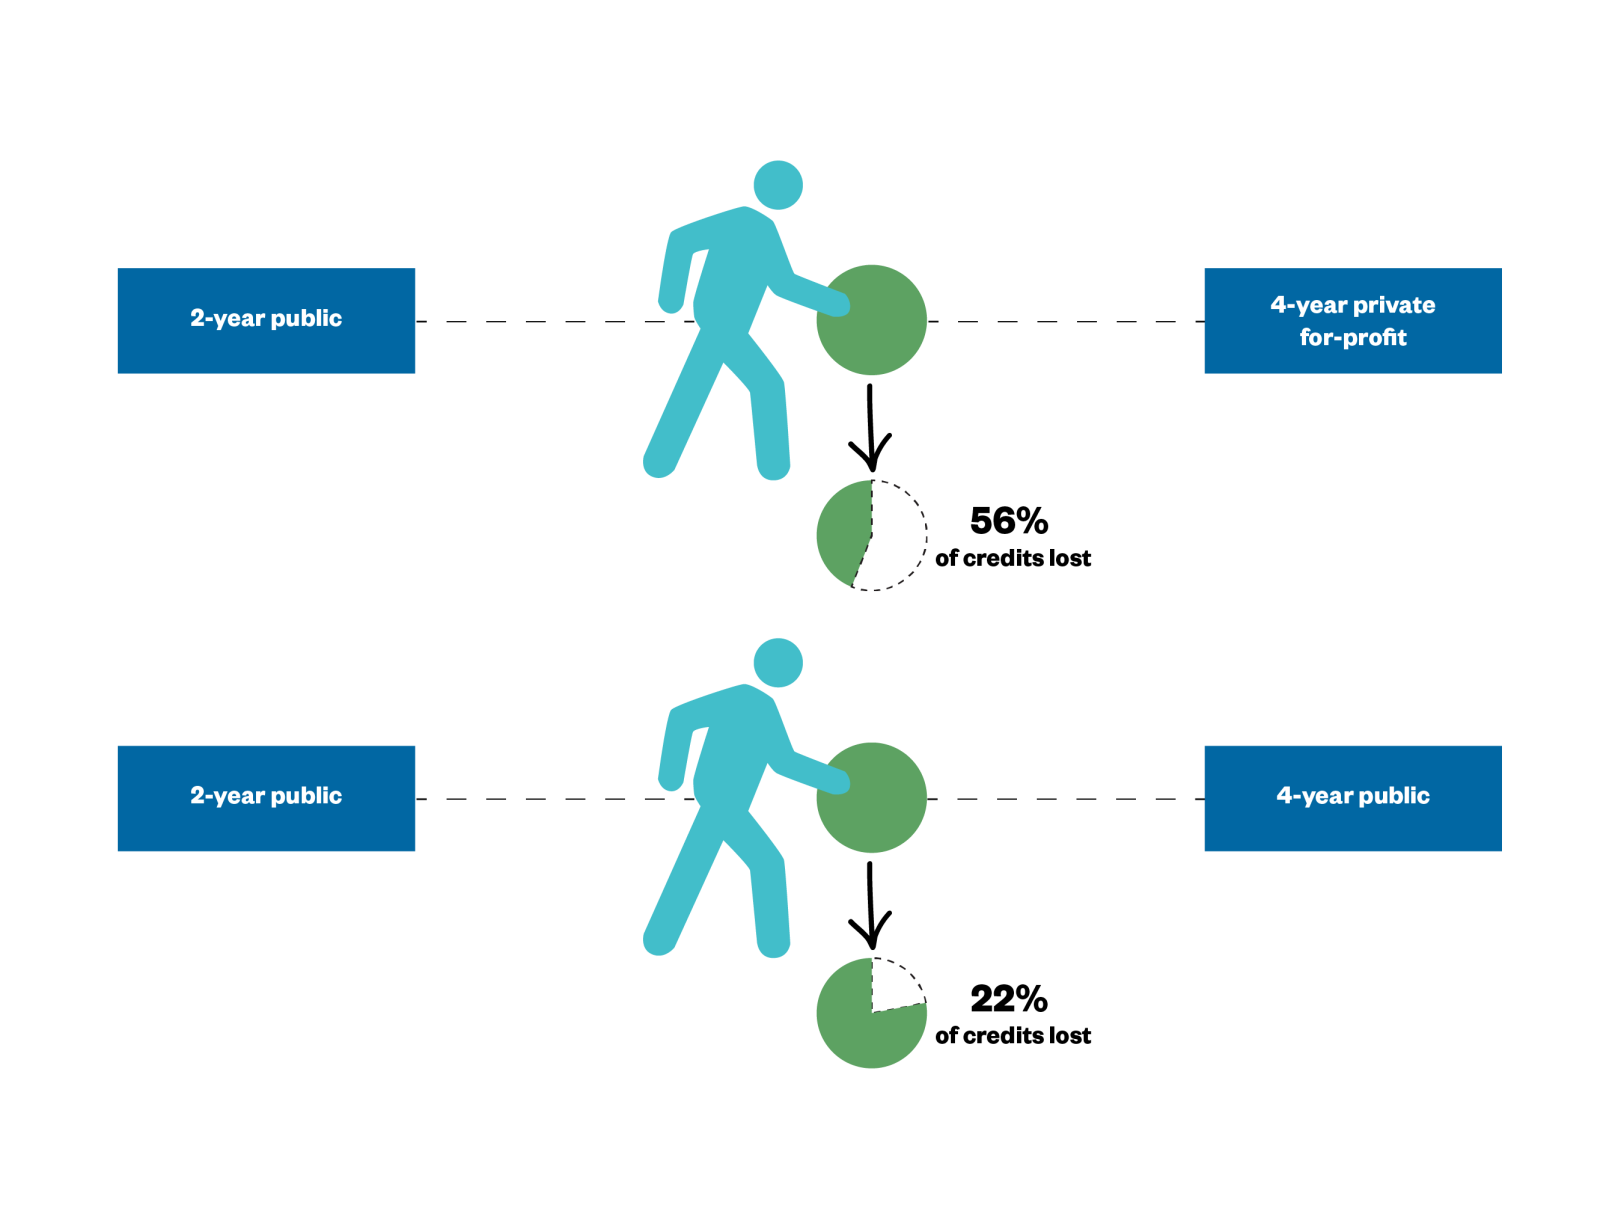 2-year public
4-year private
for-profit
56%
of credits lost
2-year public
4-year public
22%
of credits lost